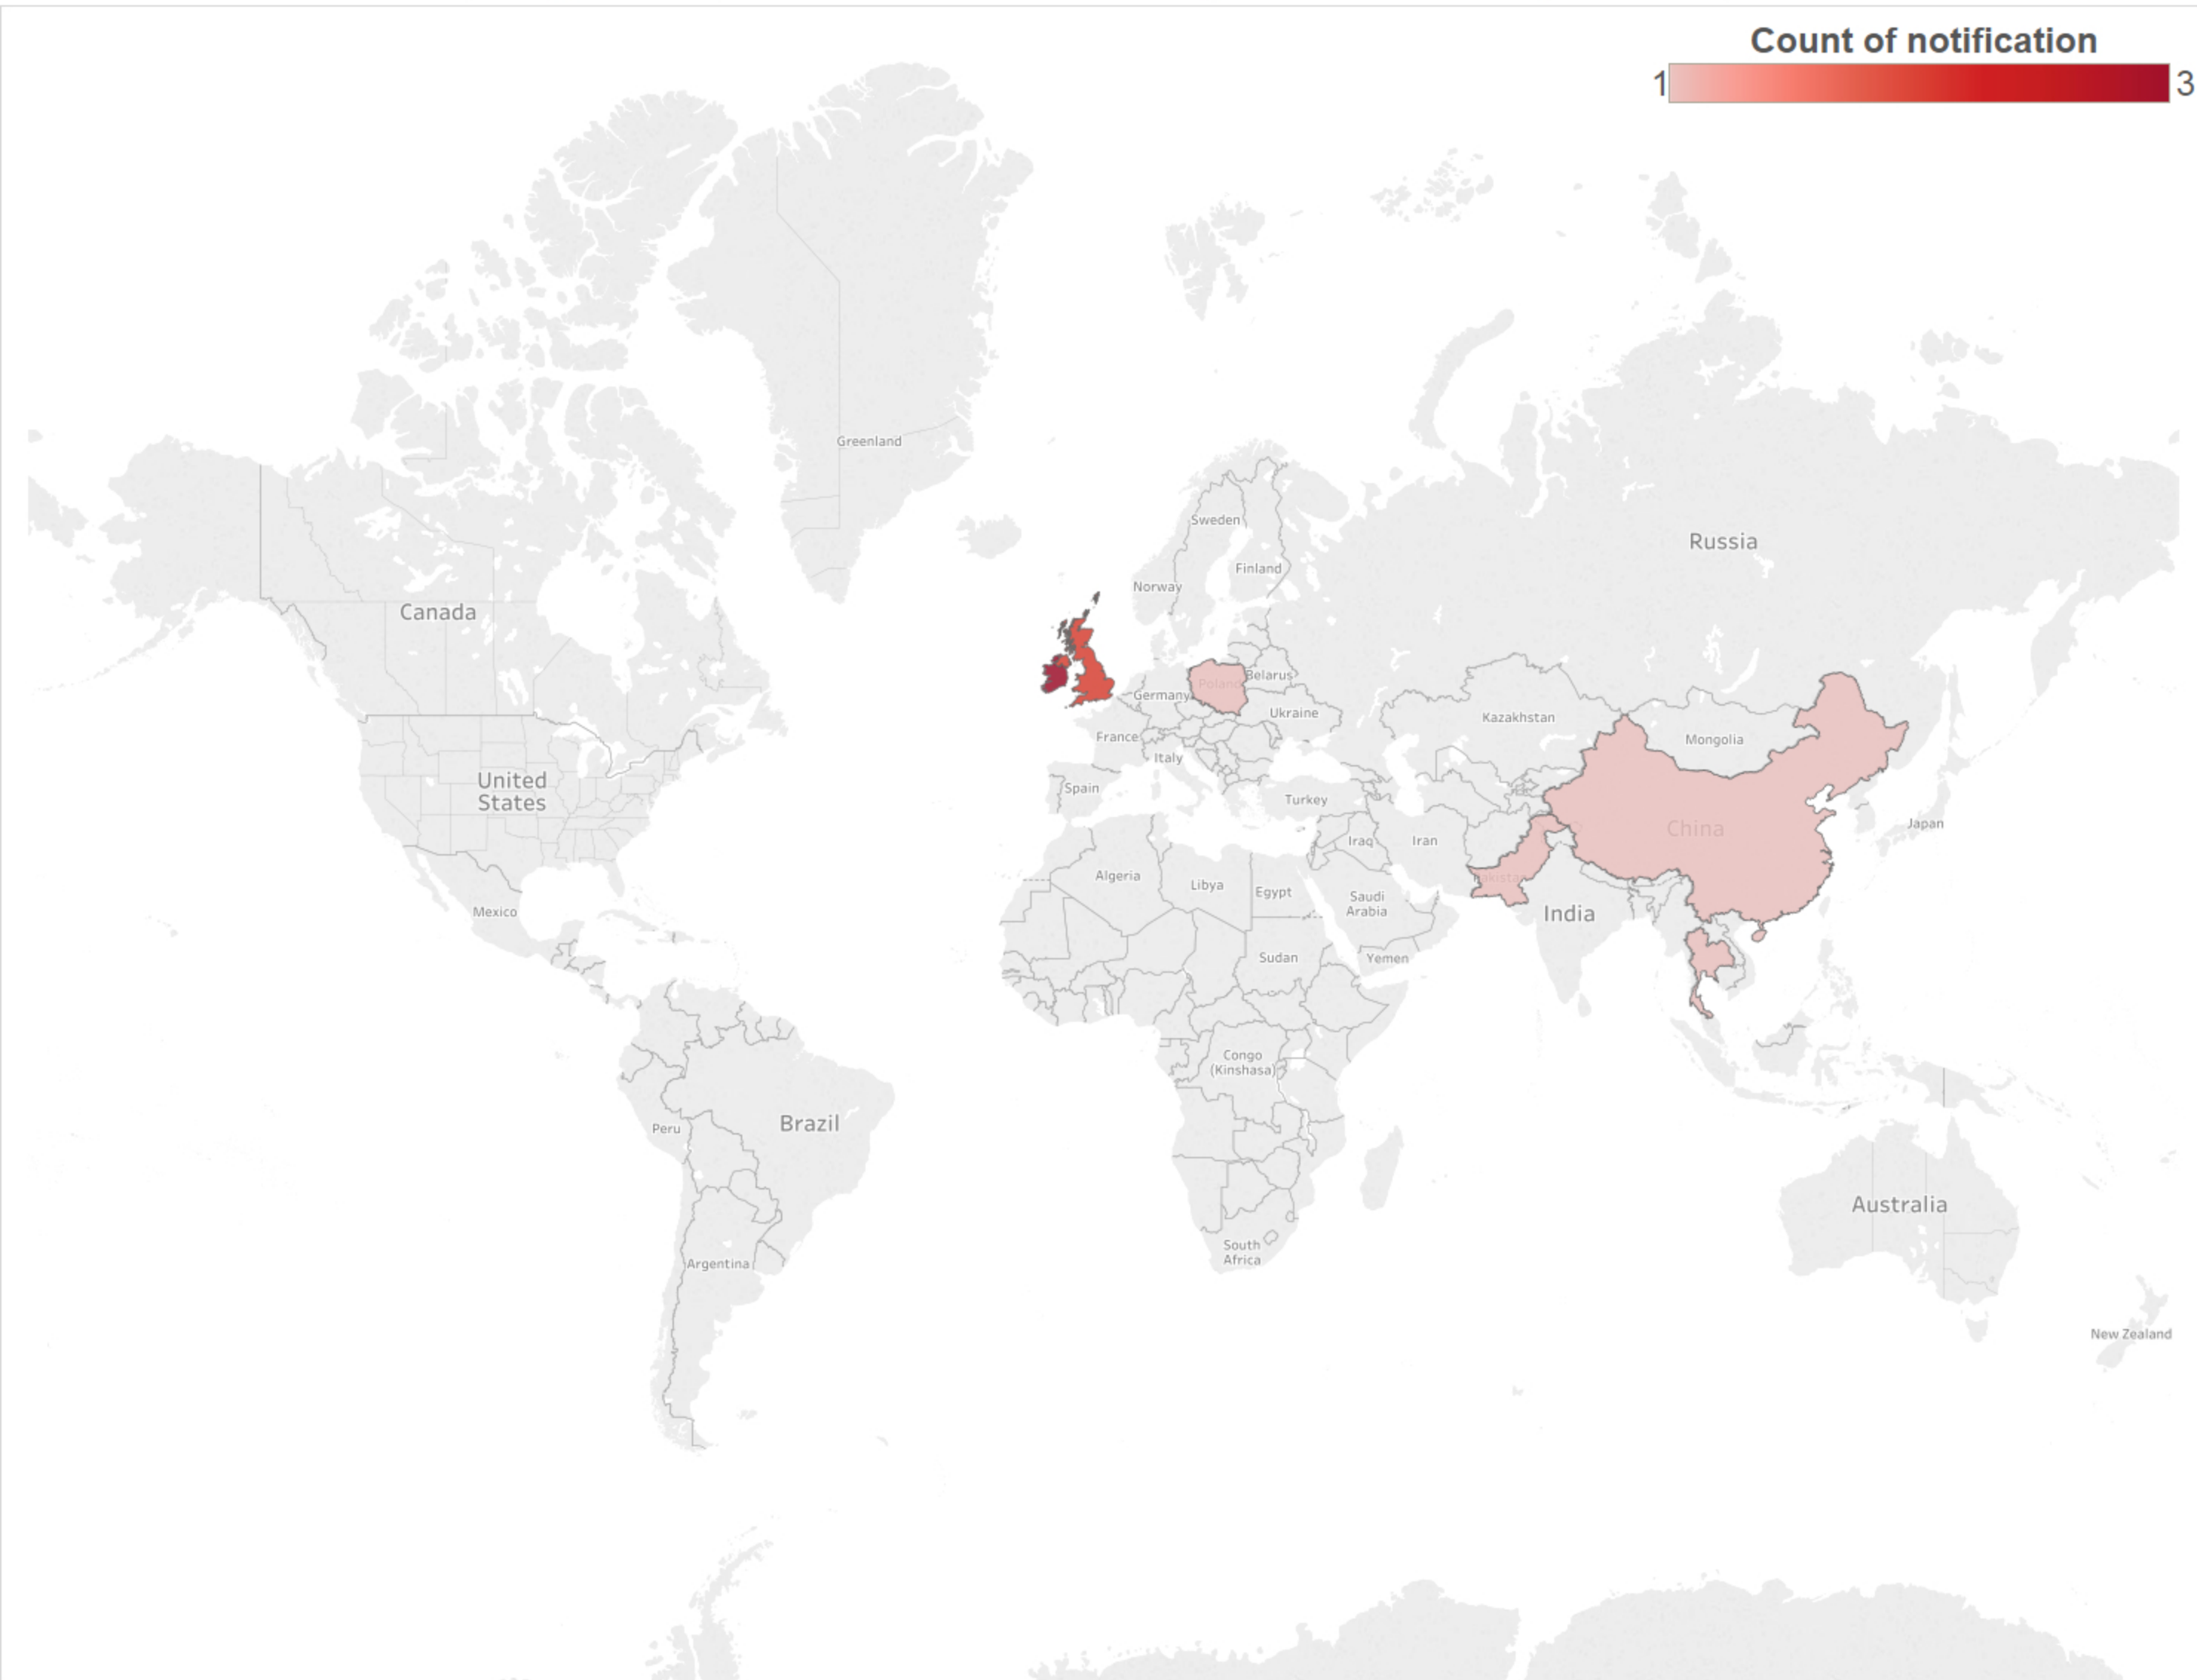 Count of notification
1
3
Greenland
Sweden
Russia
Finland
Norway
Canada
Belarus
Poland
Germany
Ukraine
Kazakhstan
France
Mongolia
Italy
United
States
Spain
Turkey
China
Japan
Iraq
Iran
Algeria
Pakistan
Libya
Egypt
Saudi
Arabia
Mexico
India
Sudan
Yemen
Congo
(Kinshasa)
Brazil
Peru
Australia
South
Africa
Argentina
New Zealand